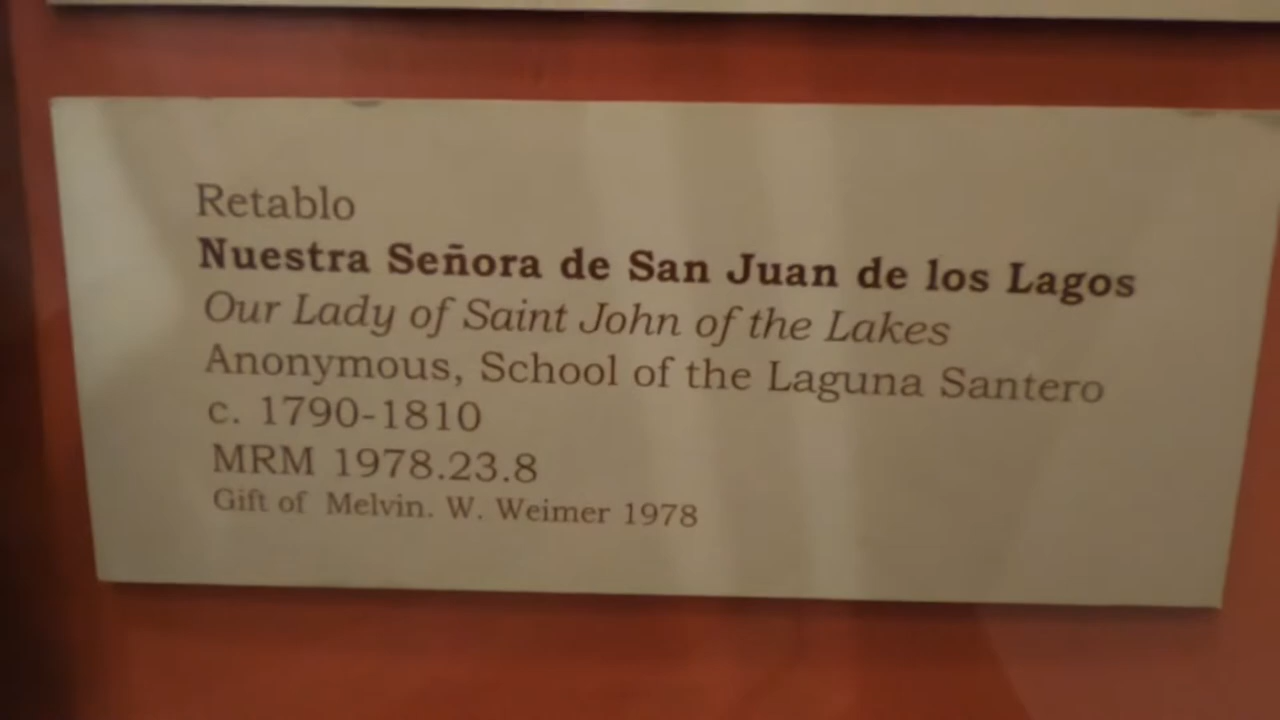 Retablo
Nuestra Señora de San Juan de los Lagos
Our Lady of Saint John of the Lakes
Anonymous, School of the Laguna Santero
c. 1790-1810
MRM 1978.23.8
Gift of Melvin. W. Weimer 1978